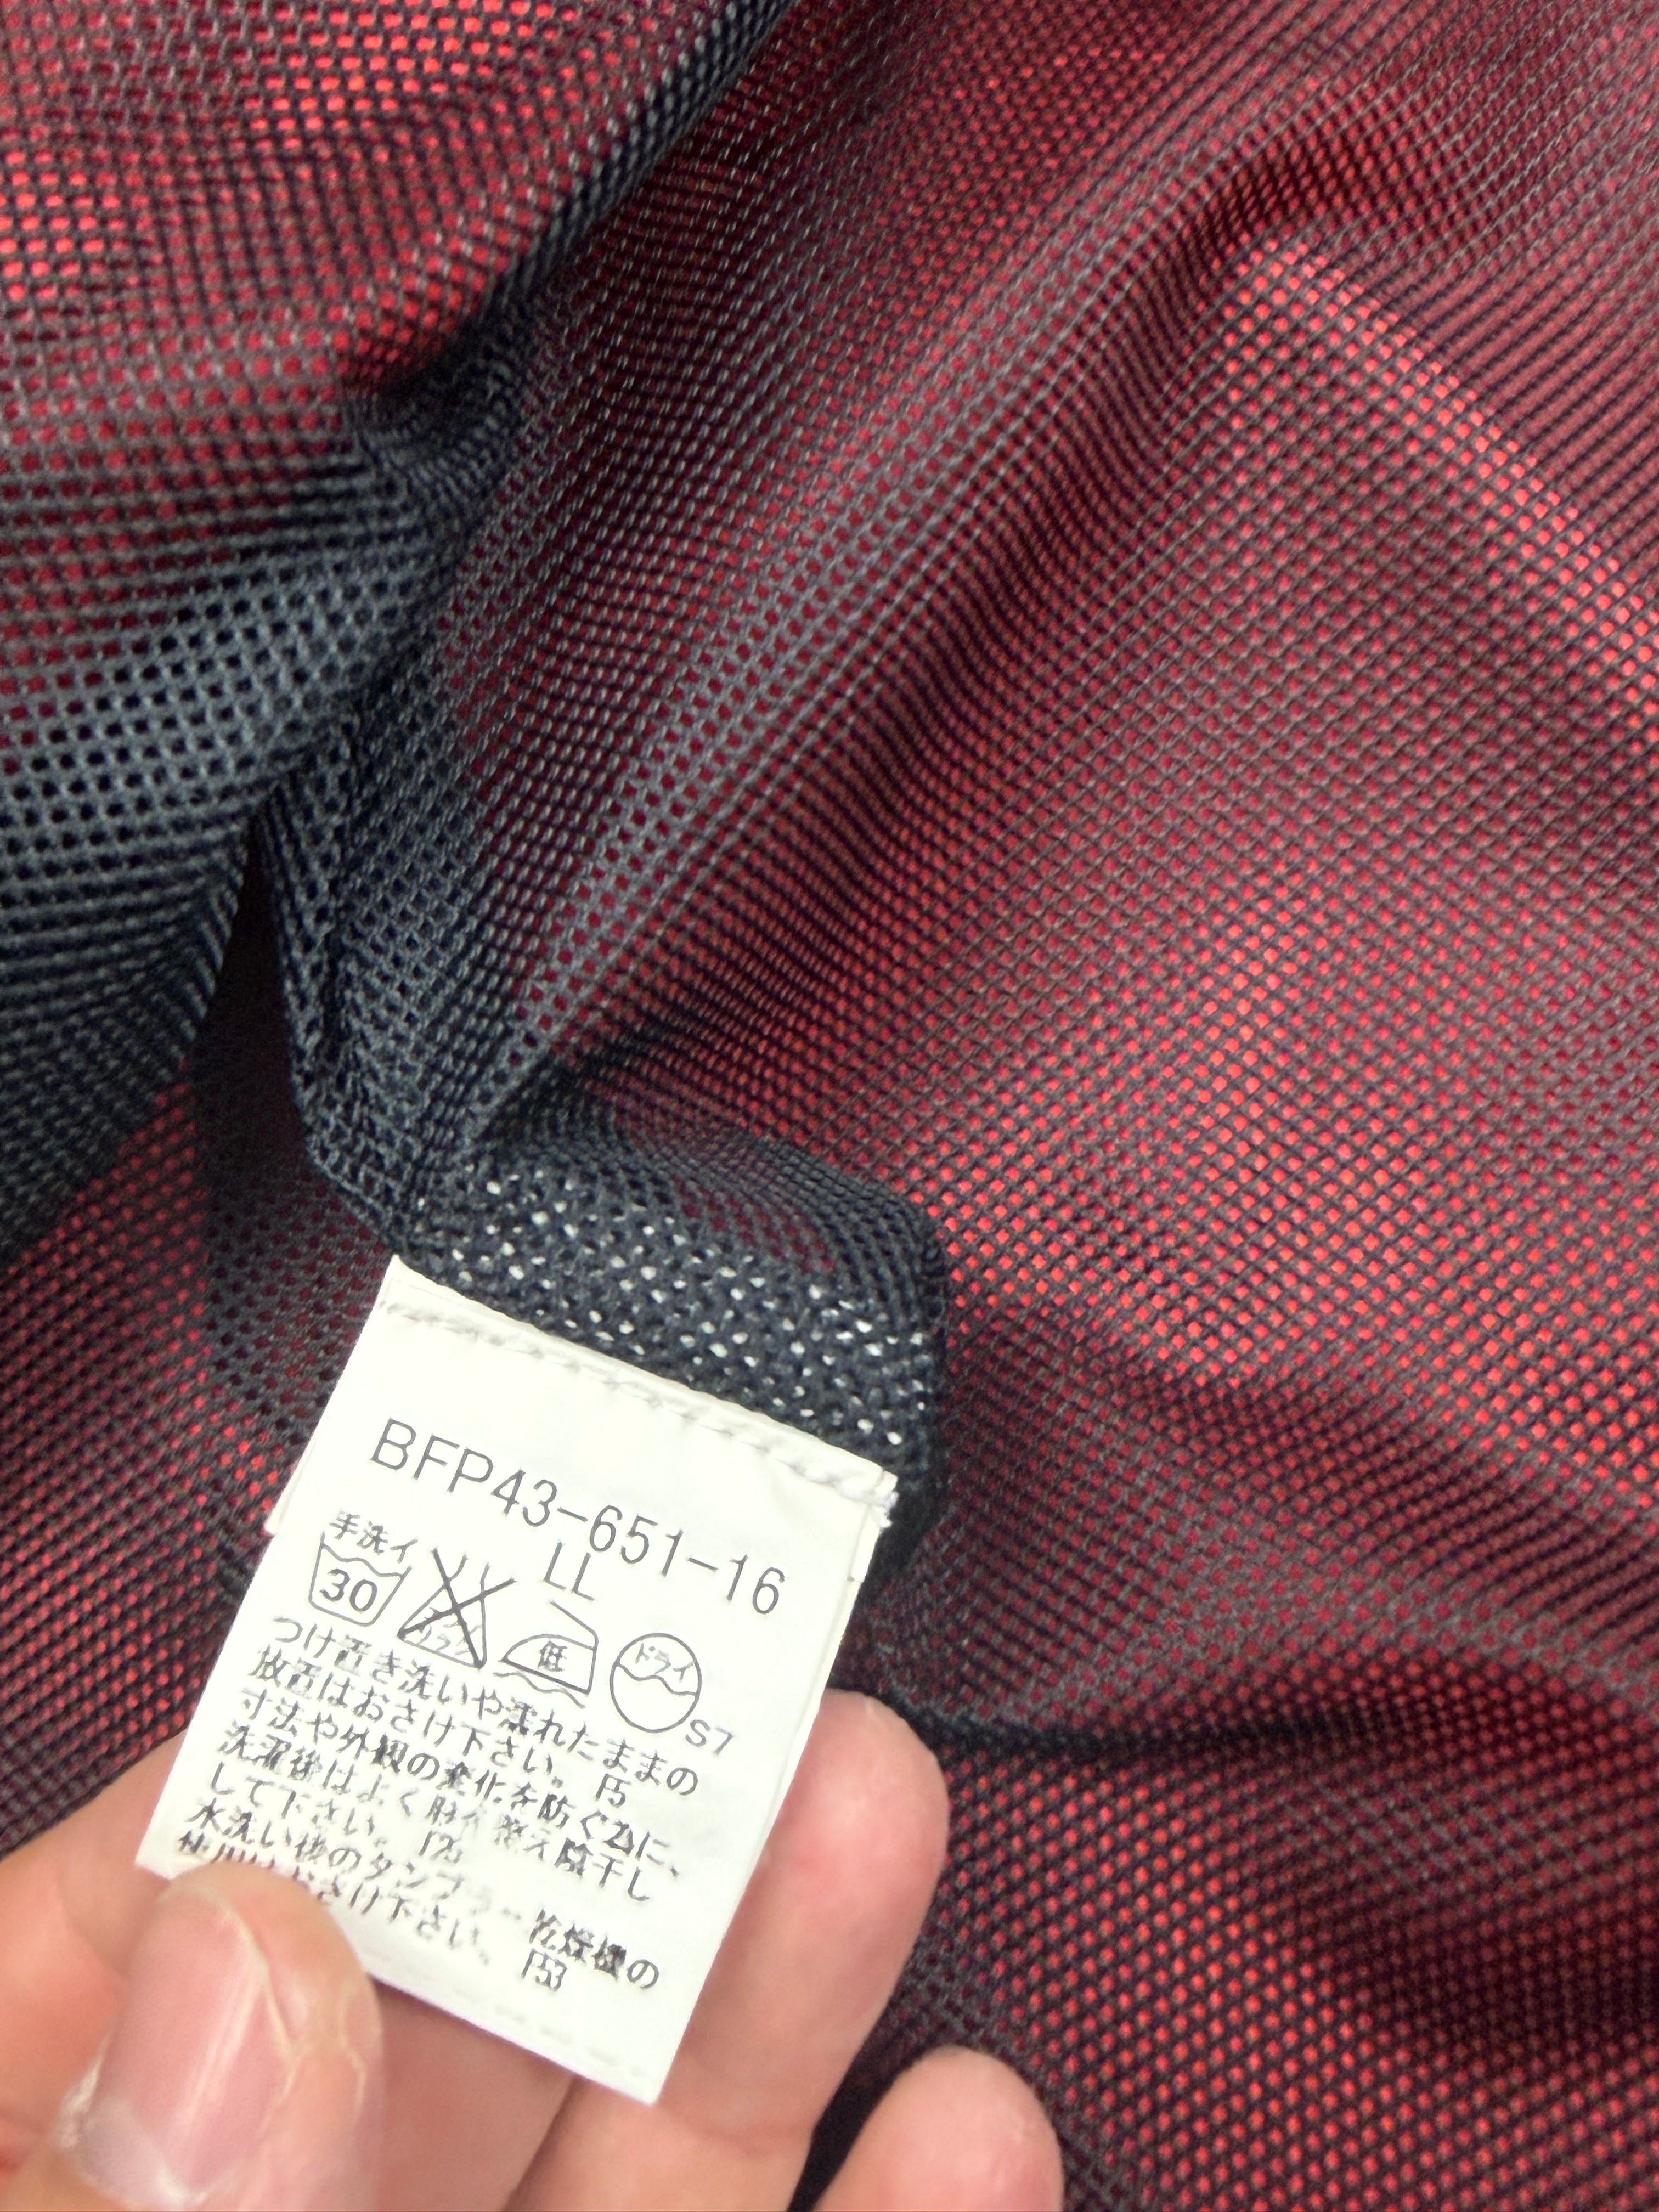 BFP43-651-16
LL
手洗イ
30
低
ドライ
S7
つけ置き洗いや濡れたままの
放置はおさけ下さい。 F5
寸法や外観の変化を防ぐ為に、
洗濯後はよく形を整え陰干し
して下さい。 F26
水洗い後のタンブラー乾燥機の
使用はおさけ下さい。 F53